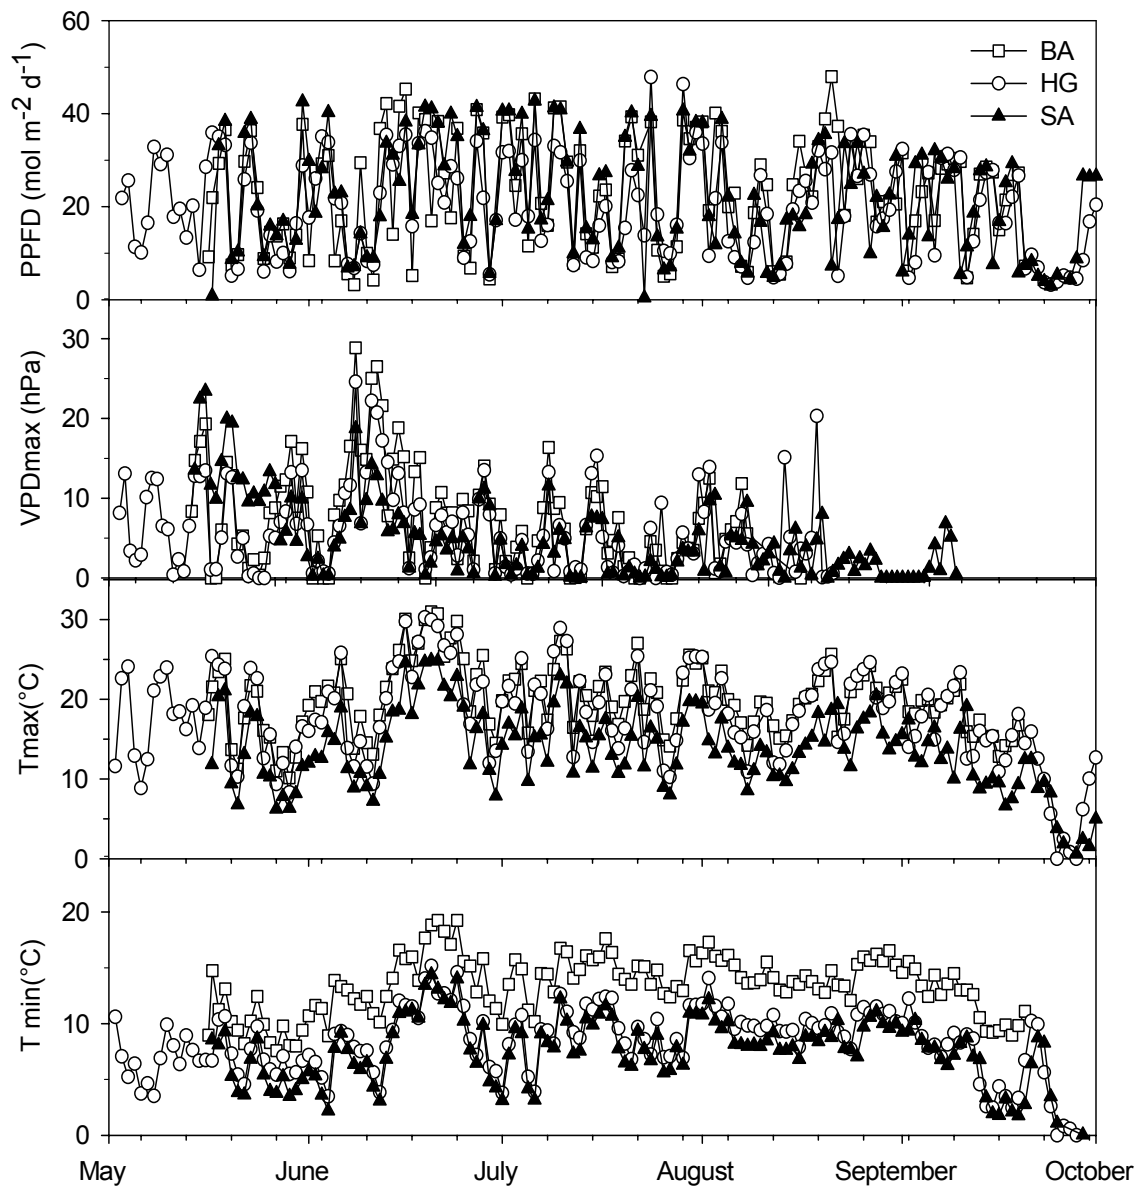 60
40
20
0
PPFD (mol m-2 d-1)
BA
HG
SA
30
20
10
0
VPDmax (hPa)
30
20
10
0
Tmax(°C)
20
10
0
T min(°C)
May June July August September October